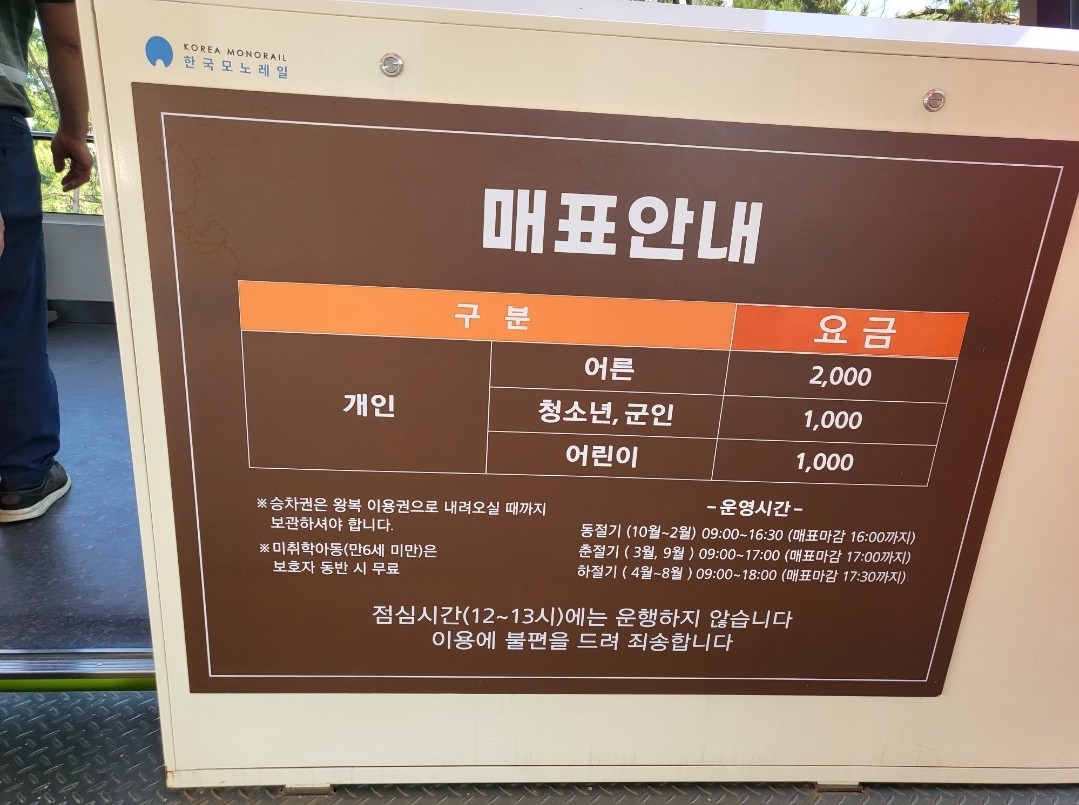 KOREA MONORAIL
한국모노레일
매표안내
구 분 요 금
개인
어른 2,000
청소년, 군인 1,000
어린이 1,000
※승차권은 왕복 이용권으로 내려오실 때까지
보관하셔야 합니다.
※미취학아동(만6세 미만)은
보호자 동반 시 무료
-운영시간-
동절기 (10월~2월) 09:00~16:30 (매표마감 16:00까지)
춘절기 ( 3월, 9월 ) 09:00~17:00 (매표마감 17:00까지)
하절기 ( 4월~8월 ) 09:00~18:00 (매표마감 17:30까지)
점심시간(12~13시)에는 운행하지 않습니다
이용에 불편을 드려 죄송합니다